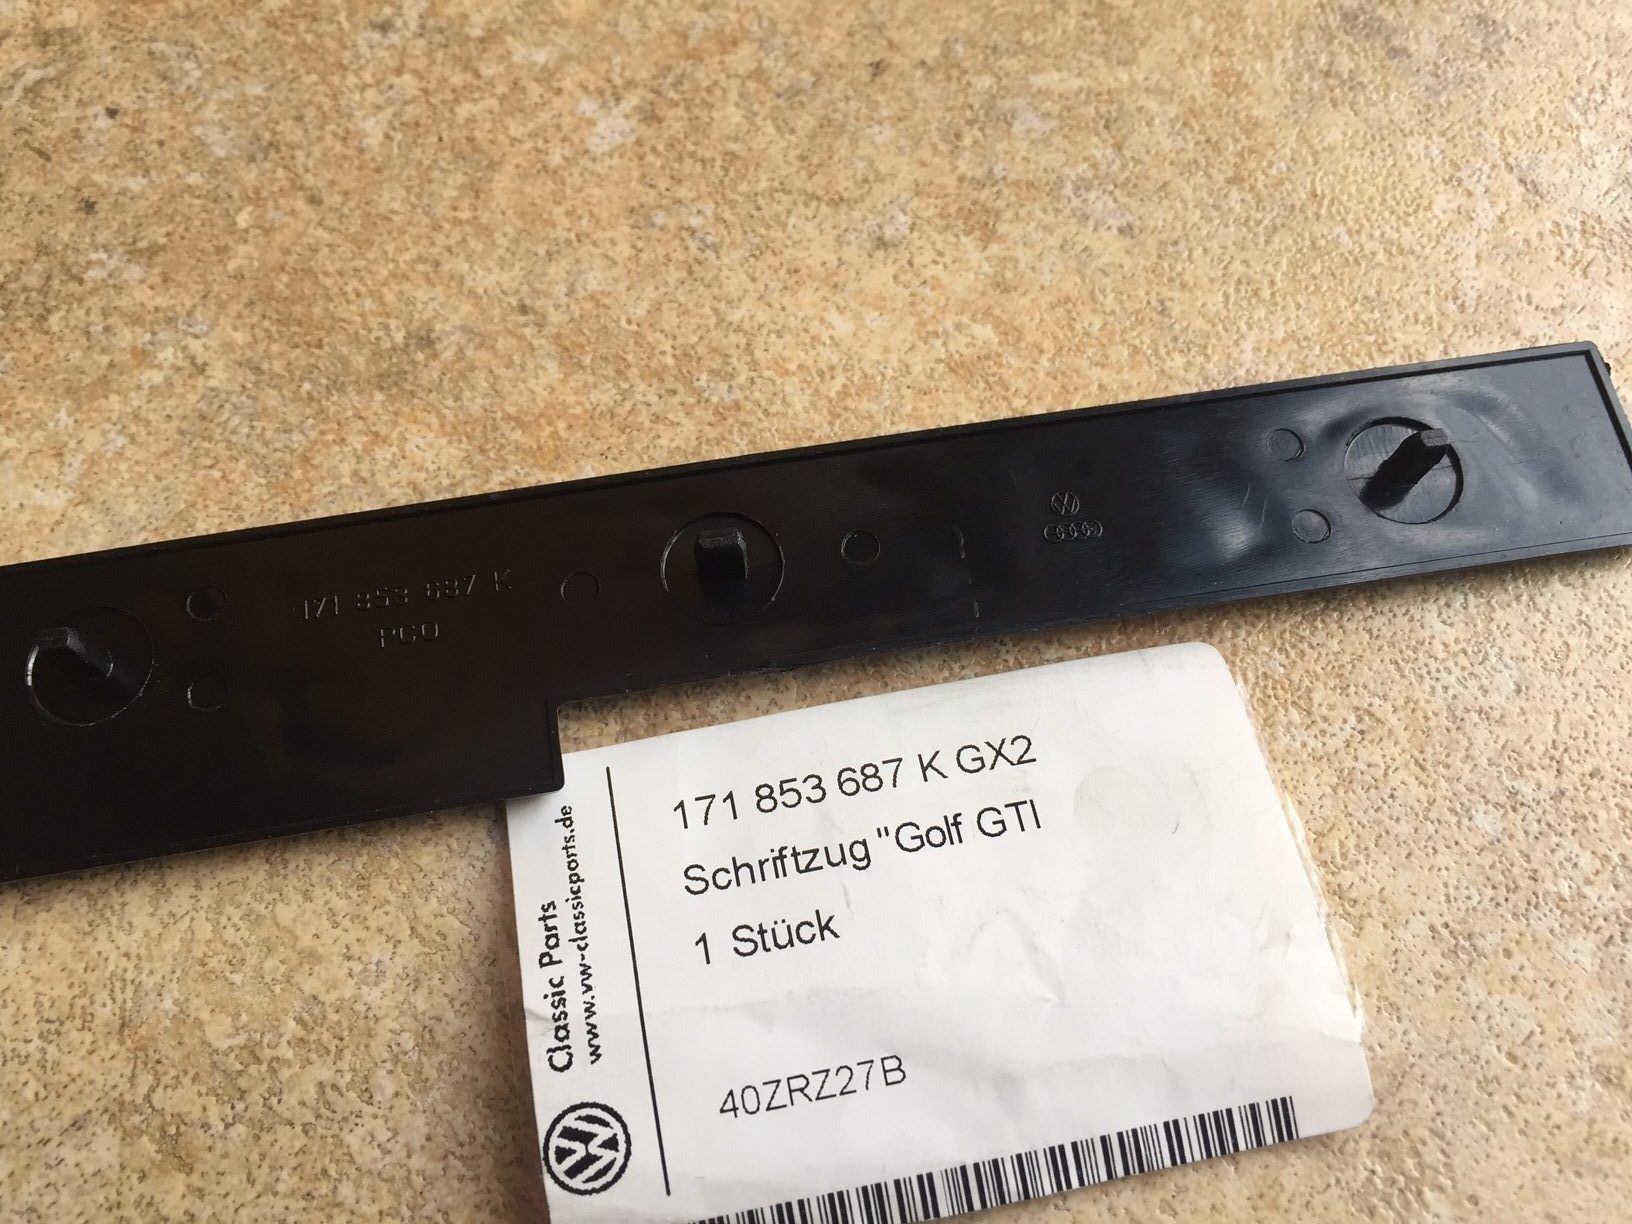 171 853 687 K
PCO
171 853 687 K GX2
Schriftzug "Golf GTI
1 Stück
40ZRZ27B
Classic Parts
www.vw-classicparts.de